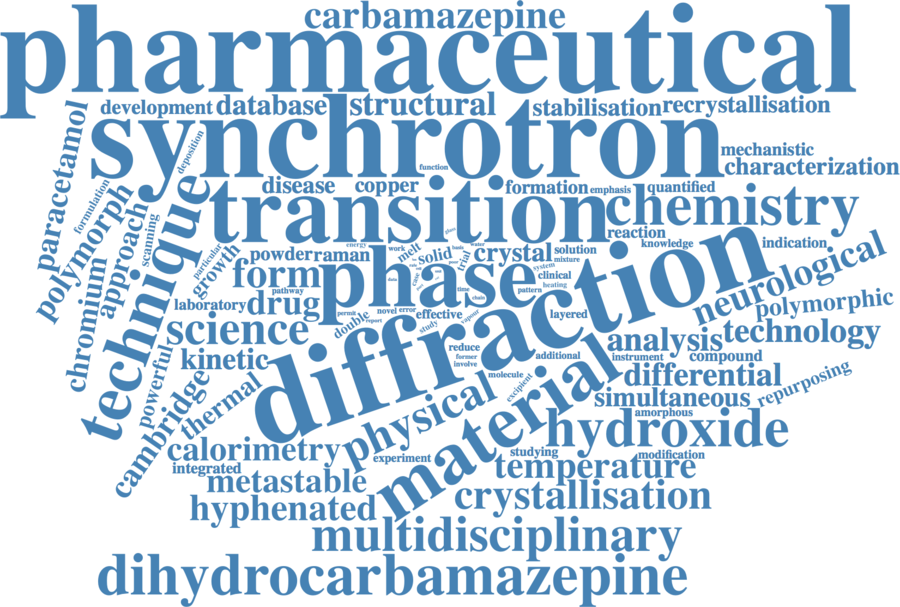 carbamazepine
pharmaceutical
development
database
structural
stabilisation
recrystallisation
synchrotron
paracetamol
deposition
mechanistic
function
characterization
formulation
polymorph
technique
disease
copper
formation
emphasis
quantified
transition
chemistry
approach
scanning
reaction
knowledge
indication
particular
growth
powder
raman
energy
work
melt
solid
basic
water
trial
crystal
solution
mixture
neurological
chromium
form
phase
system
clinical
heating
pattern
pathway
laboratory
drug
time
chain
polymorphic
permit
report
novel
error
effective
layered
double
study
vapour
science
diffraction
analysis
technology
kinetic
reduce
former
involve
additional
instrument
compound
powerful
cambridge
thermal
molecule
excipient
differential
simultaneous
repurposing
physical
material
amorphous
hydroxide
calorimetry
integrated
experiment
studying
modification
metastable
temperature
hyphenated
crystallisation
multidisciplinary
dihydrocarbamazepine